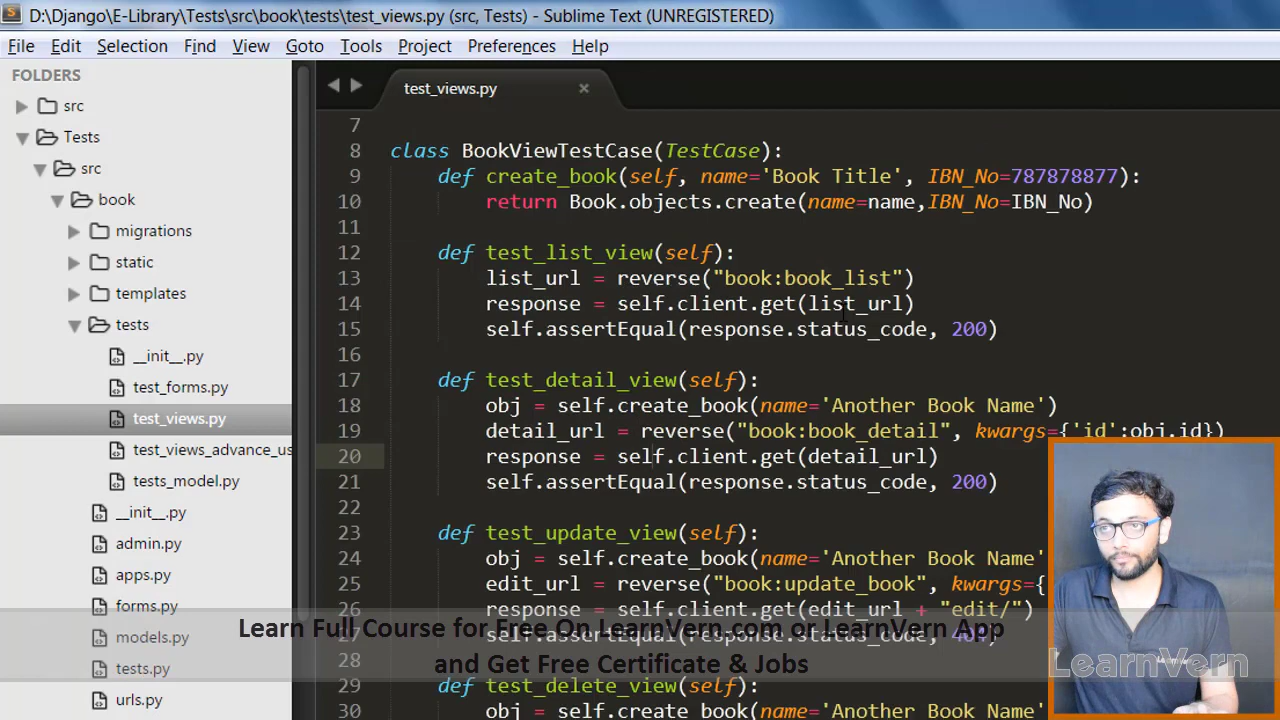 D:\Django\E-Library\Tests\src\book\tests\test_views.py (src, Tests) - Sublime Text (UNREGISTERED)
File Edit Selection Find View Goto Tools Project Preferences Help
FOLDERS
src
Tests
src
book
migrations
static
templates
tests
__init__.py
test_forms.py
test_views.py
test_views_advance_us
tests_model.py
__init__.py
admin.py
apps.py
forms.py
models.py
tests.py
urls.py
test_views.py
7
8 class BookViewTestCase(TestCase):
9 def create_book(self, name='Book Title', IBN_No=787878877):
10 return Book.objects.create(name=name,IBN_No=IBN_No)
11
12 def test_list_view(self):
13 list_url = reverse("book:book_list")
14 response = self.client.get(list_url)
15 self.assertEqual(response.status_code, 200)
16
17 def test_detail_view(self):
18 obj = self.create_book(name='Another Book Name')
19 detail_url = reverse("book:book_detail", kwargs={'id':obj.id})
20 response = self.client.get(detail_url)
21 self.assertEqual(response.status_code, 200)
22
23 def test_update_view(self):
24 obj = self.create_book(name='Another Book Name'
25 edit_url = reverse("book:update_book", kwargs={
26 response = self.client.get(edit_url + "edit/")
27 self.assertEqual(response.status_code, 404)
28
29 def test_delete_view(self):
30 obj = self.create_book(name='Another Book Name'
Learn Full Course for Free On LearnVern.com or LearnVern App
and Get Free Certificate & Jobs
LearnVern